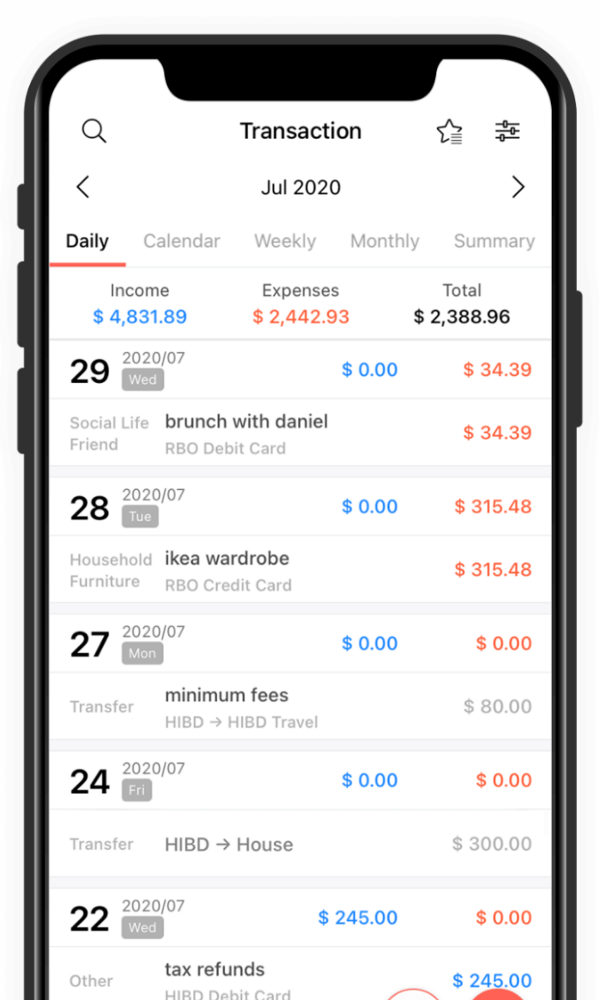 Transaction
Jul 2020
Daily Calendar Weekly Monthly Summary
Income Expenses Total
$ 4,831.89 $ 2,442.93 $ 2,388.96
29 2020/07 Wed $ 0.00 $ 34.39
Social Life Friend brunch with daniel $ 34.39
RBO Debit Card
28 2020/07 Tue $ 0.00 $ 315.48
Household Furniture ikea wardrobe $ 315.48
RBO Credit Card
27 2020/07 Mon $ 0.00 $ 0.00
Transfer minimum fees $ 80.00
HIBD → HIBD Travel
24 2020/07 Fri $ 0.00 $ 0.00
Transfer HIBD → House $ 300.00
22 2020/07 Wed $ 245.00 $ 0.00
Other tax refunds $ 245.00
HIBD Debit Card